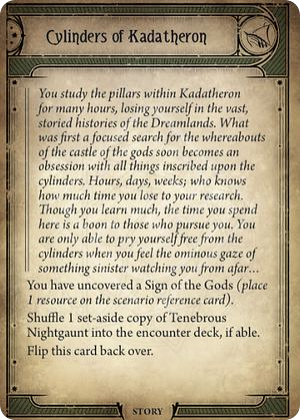 Cylinders of Kadatheron
You study the pillars within Kadatheron
for many hours, losing yourself in the vast,
storied histories of the Dreamlands. What
was first a focused search for the whereabouts
of the castle of the gods soon becomes an
obsession with all things inscribed upon the
cylinders. Hours, days, weeks; who knows
how much time you lose to your research.
Though you learn much, the time you spend
here is a boon to those who pursue you. You
are only able to pry yourself free from the
cylinders when you feel the ominous gaze of
something sinister watching you from afar…
You have uncovered a Sign of the Gods (place
1 resource on the scenario reference card).
Shuffle 1 set-aside copy of Tenebrous
Nightgaunt into the encounter deck, if able.
Flip this card back over.
STORY